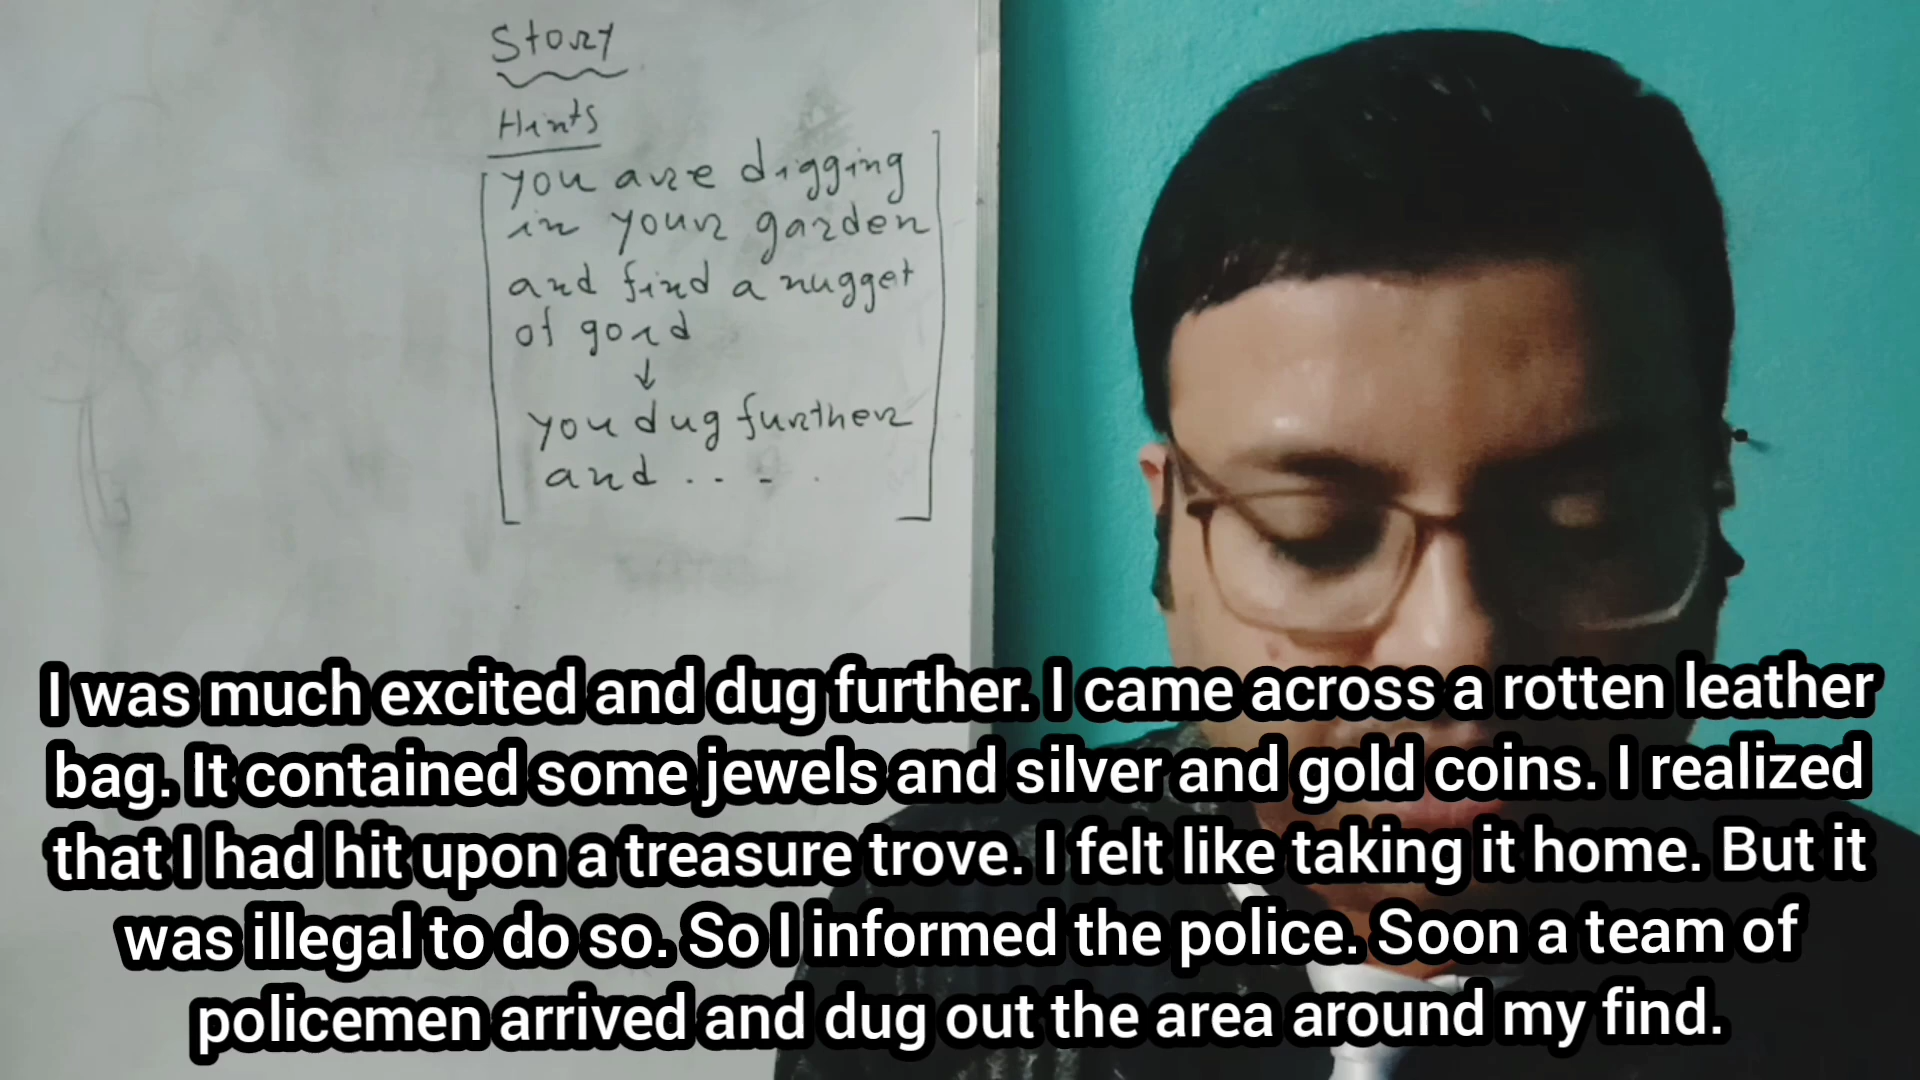 Story
Hints
you are digging
in your garden
and find a nugget
of gold
↓
you dug further
and . . . .
I was much excited and dug further. I came across a rotten leather
bag. It contained some jewels and silver and gold coins. I realized
that I had hit upon a treasure trove. I felt like taking it home. But it
was illegal to do so. So I informed the police. Soon a team of
policemen arrived and dug out the area around my find.